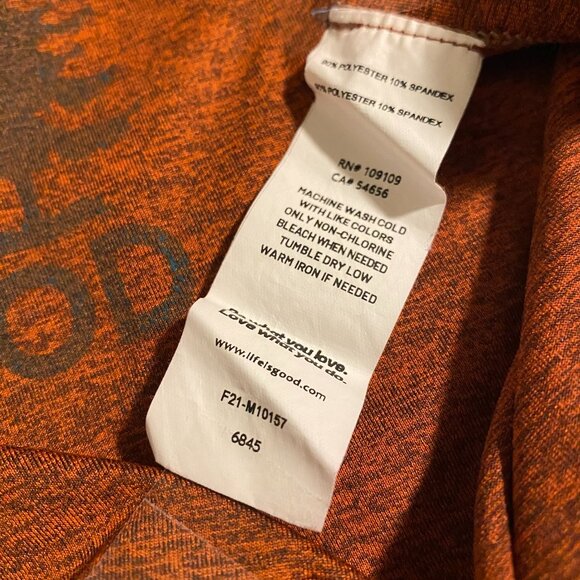 90% POLYESTER 10% SPANDEX
90% POLYESTER 10% SPANDEX
RN# 109109
CA# 54656
MACHINE WASH COLD
WITH LIKE COLORS
ONLY NON-CHLORINE
BLEACH WHEN NEEDED
TUMBLE DRY LOW
WARM IRON IF NEEDED
Do what you love.
Love what you do.
www.lifeisgood.com
F21-M10157
6845